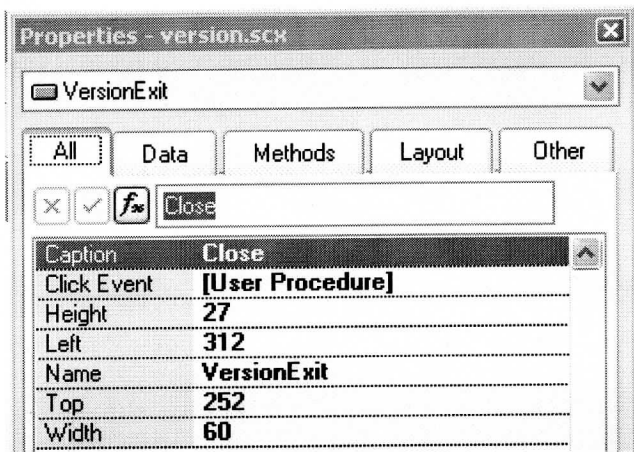 Properties - version.scx
VersionExit
All Data Methods Layout Other
fx Close
Caption Close
Click Event [User Procedure]
Height 27
Left 312
Name VersionExit
Top 252
Width 60